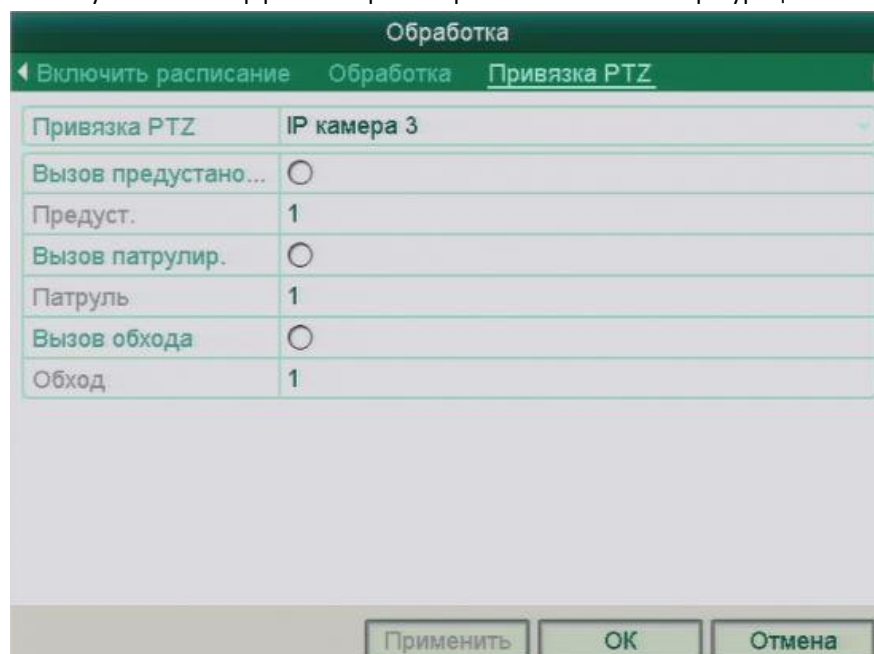 Обработка
Включить расписание Обработка Привязка PTZ
Привязка PTZ IP камера 3
Вызов предустано...
Предуст. 1
Вызов патрулир.
Патруль 1
Вызов обхода
Обход 1
Применить OK Отмена